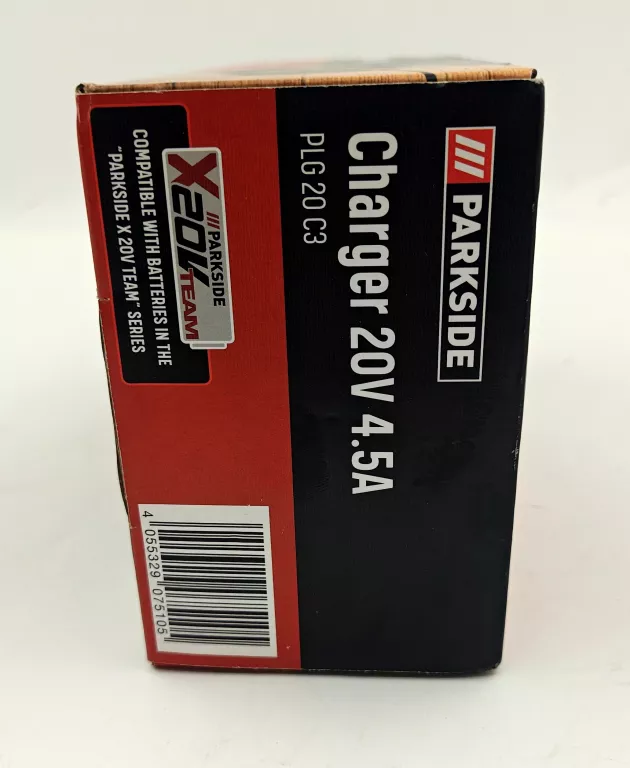 PARKSIDE
Charger 20V 4.5A
PLG 20 C3
PARKSIDE
X20V TEAM
COMPATIBLE WITH BATTERIES IN THE
"PARKSIDE X 20V TEAM" SERIES
4 055329 075105